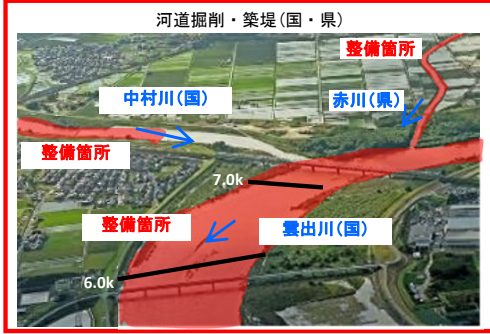 河道掘削・築堤(国・県)
整備箇所
中村川(国)
赤川(県)
整備箇所
7.0k
整備箇所
雲出川(国)
6.0k